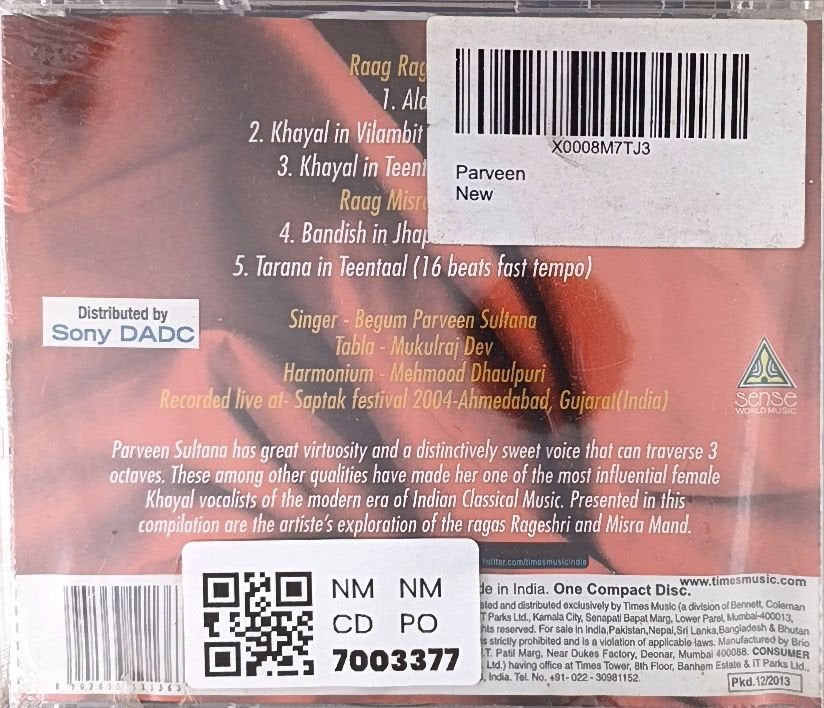 Raag Rag
1. Ala
2. Khayal in Vilambit
3. Khayal in Teent
Raag Misr
4. Bandish in Jhap
5. Tarana in Teentaal (16 beats fast tempo)
X0008M7TJ3
Parveen
New
Distributed by
Sony DADC
Singer - Begum Parveen Sultana
Tabla - Mukulraj Dev
Harmonium - Mehmood Dhaulpuri
Recorded live at- Saptak festival 2004-Ahmedabad, Gujarat(India)
sense
WORLD MUSIC
Parveen Sultana has great virtuosity and a distinctively sweet voice that can traverse 3
octaves. These among other qualities have made her one of the most influential female
Khayal vocalists of the modern era of Indian Classical Music. Presented in this
compilation are the artiste's exploration of the ragas Rageshri and Misra Mand.
twitter.com/timesmusicindia
www.timesmusic.com
NM NM
CD PO
7003377
de in India. One Compact Disc.
ted and distributed exclusively by Times Music (a division of Bennett, Coleman
T Parks Ltd., Kamala City, Senapati Bapat Marg, Lower Parel, Mumbai-400013,
hts reserved. For sale in India,Pakistan,Nepal,Sri Lanka,Bangladesh & Bhutan
s strictly prohibited and is a violation of applicable laws. Manufactured by Brio
.T. Patil Marg, Near Dukes Factory, Deonar, Mumbai 400088. CONSUMER
Ltd.) having office at Times Tower, 8th Floor, Banhem Estate & IT Parks Ltd.,
, India. Tel. No. +91- 022 - 30981152.
Pkd.12/2013